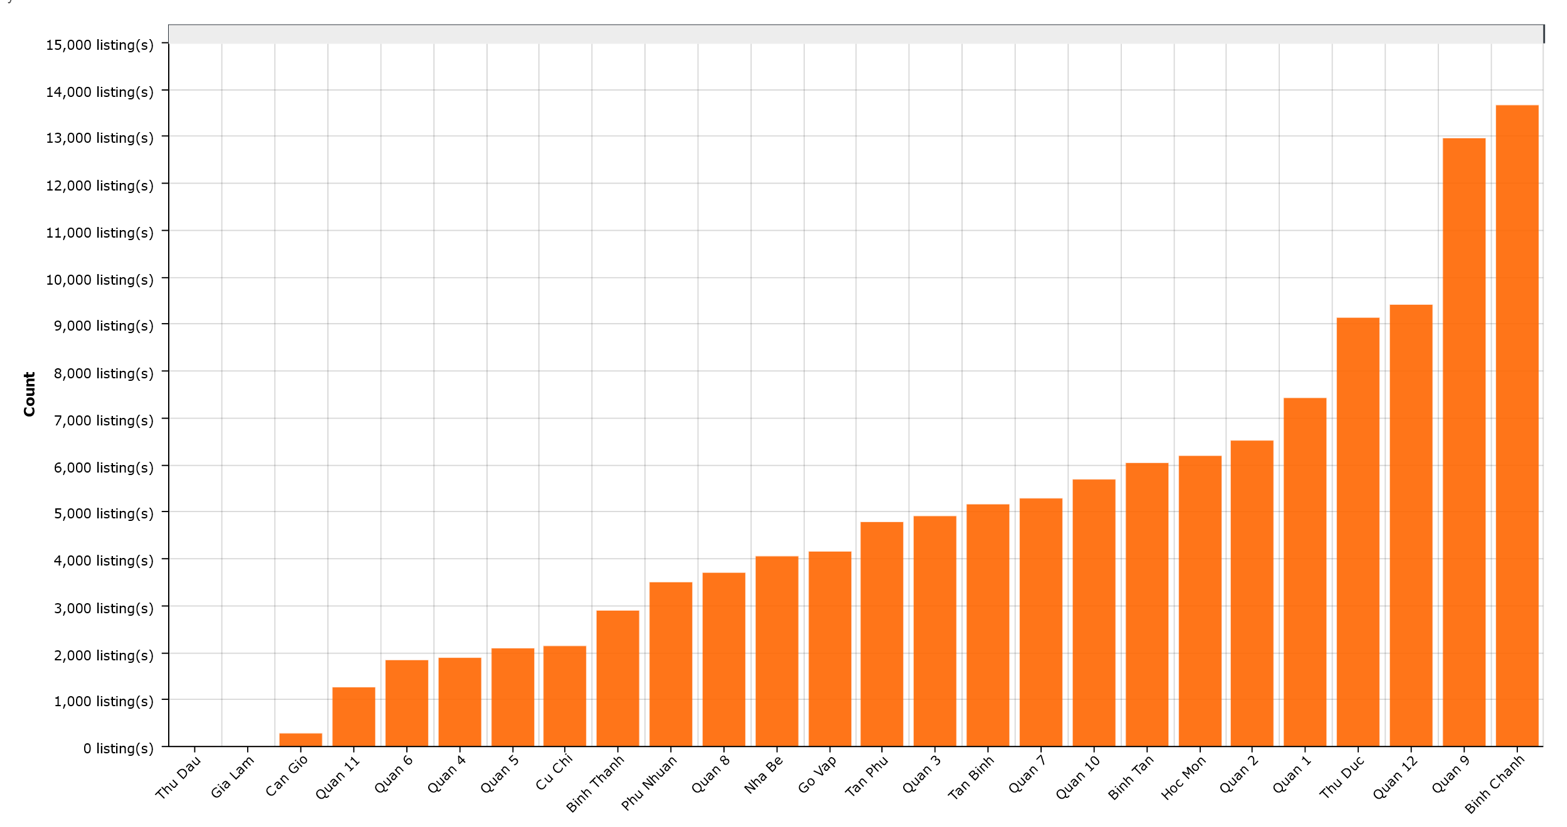 15,000 listing(s)
14,000 listing(s)
13,000 listing(s)
12,000 listing(s)
11,000 listing(s)
10,000 listing(s)
9,000 listing(s)
8,000 listing(s)
7,000 listing(s)
6,000 listing(s)
5,000 listing(s)
4,000 listing(s)
3,000 listing(s)
2,000 listing(s)
1,000 listing(s)
0 listing(s)
Count
Thu Dau
Gia Lam
Can Gio
Quan 11
Quan 6
Quan 4
Quan 5
Cu Chi
Binh Thanh
Phu Nhuan
Quan 8
Nha Be
Go Vap
Tan Phu
Quan 3
Tan Binh
Quan 7
Quan 10
Binh Tan
Hoc Mon
Quan 2
Quan 1
Thu Duc
Quan 12
Quan 9
Binh Chanh